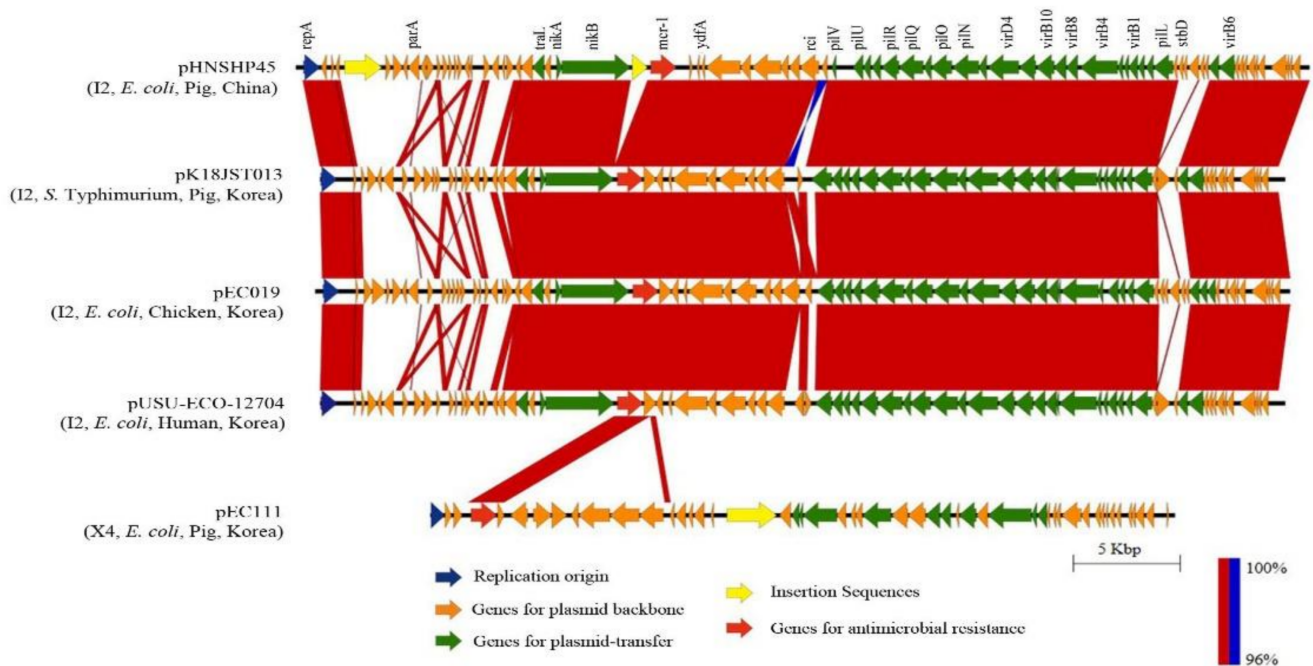 repA parA traL nikA nikB mcr-1 ydfA rci pilV pilU pilR pilQ pilO pilN virD4 virB10 virB8 virB4 virB1 pilL stbD virB6
pHNSHP45
(I2, E. coli, Pig, China)
pK18JST013
(I2, S. Typhimurium, Pig, Korea)
pEC019
(I2, E. coli, Chicken, Korea)
pUSU-ECO-12704
(I2, E. coli, Human, Korea)
pEC111
(X4, E. coli, Pig, Korea)
5 Kbp
Replication origin
Genes for plasmid backbone
Genes for plasmid-transfer
Insertion Sequences
Genes for antimicrobial resistance
100%
96%